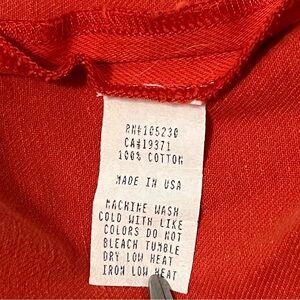 RN#105230
CA#19371
100% COTTON
MADE IN USA
MACHINE WASH
COLD WITH LIKE
COLORS DO NOT
BLEACH TUMBLE
DRY LOW HEAT
IRON LOW HEAT